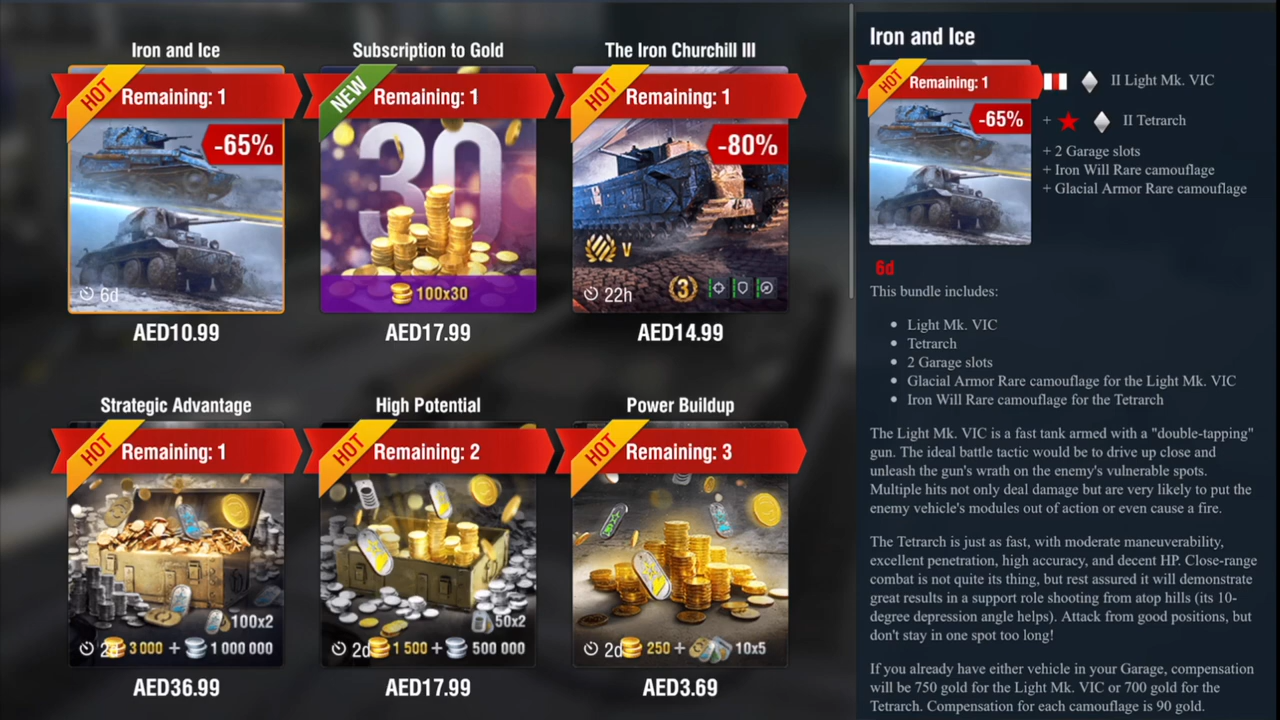 Iron and Ice
HOT
Remaining: 1
-65%
6d
AED10.99
Subscription to Gold
NEW
Remaining: 1
30
100x30
AED17.99
The Iron Churchill III
HOT
Remaining: 1
-80%
V
3
22h
AED14.99
Strategic Advantage
HOT
Remaining: 1
100x2
2d 3 000 + 1 000 000
AED36.99
High Potential
HOT
Remaining: 2
50x2
2d 1 500 + 500 000
AED17.99
Power Buildup
HOT
Remaining: 3
2d 250 + 10x5
AED3.69
Iron and Ice
HOT
Remaining: 1
-65%
II Light Mk. VIC
+ II Tetrarch
+ 2 Garage slots
+ Iron Will Rare camouflage
+ Glacial Armor Rare camouflage
6d
This bundle includes:
• Light Mk. VIC
• Tetrarch
• 2 Garage slots
• Glacial Armor Rare camouflage for the Light Mk. VIC
• Iron Will Rare camouflage for the Tetrarch
The Light Mk. VIC is a fast tank armed with a "double-tapping"
gun. The ideal battle tactic would be to drive up close and
unleash the gun's wrath on the enemy's vulnerable spots.
Multiple hits not only deal damage but are very likely to put the
enemy vehicle's modules out of action or even cause a fire.
The Tetrarch is just as fast, with moderate maneuverability,
excellent penetration, high accuracy, and decent HP. Close-range
combat is not quite its thing, but rest assured it will demonstrate
great results in a support role shooting from atop hills (its 10-
degree depression angle helps). Attack from good positions, but
don't stay in one spot too long!
If you already have either vehicle in your Garage, compensation
will be 750 gold for the Light Mk. VIC or 700 gold for the
Tetrarch. Compensation for each camouflage is 90 gold.